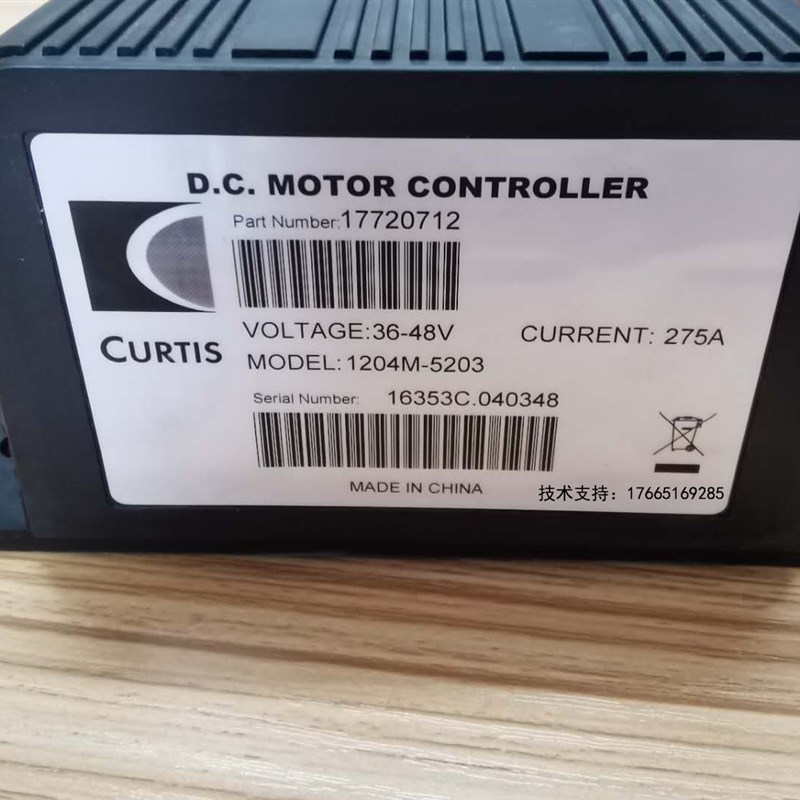 D.C. MOTOR CONTROLLER
Part Number:17720712
VOLTAGE:36-48V
CURRENT: 275A
CURTIS
MODEL:1204M-5203
Serial Number: 16353C.040348
MADE IN CHINA
技术支持：17665169285